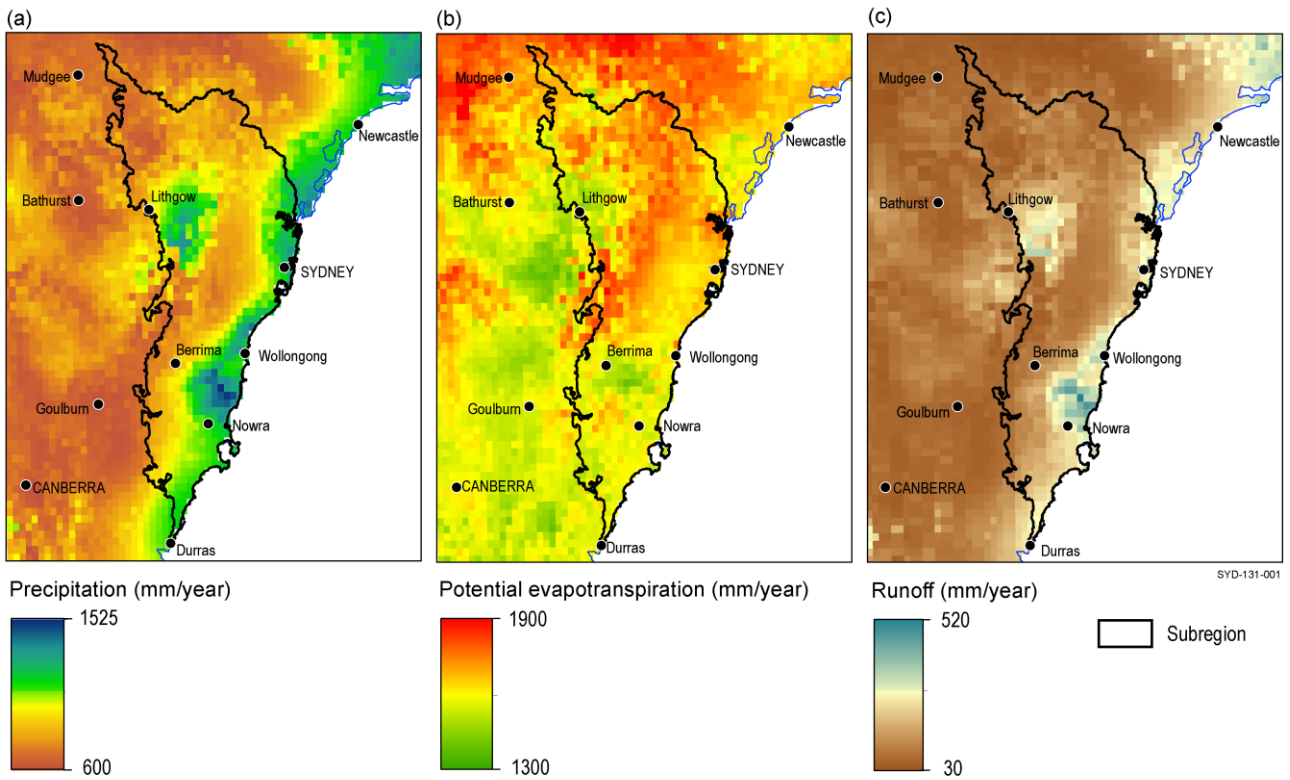 (a)
(b)
(c)
Mudgee
Newcastle
Bathurst
Lithgow
SYDNEY
Berrima
Wollongong
Goulburn
Nowra
CANBERRA
Durras
Mudgee
Newcastle
Bathurst
Lithgow
SYDNEY
Berrima
Wollongong
Goulburn
Nowra
CANBERRA
Durras
Mudgee
Newcastle
Bathurst
Lithgow
SYDNEY
Berrima
Wollongong
Goulburn
Nowra
CANBERRA
Durras
SYD-131-001
Precipitation (mm/year)
1525
600
Potential evapotranspiration (mm/year)
1900
1300
Runoff (mm/year)
520
30
Subregion